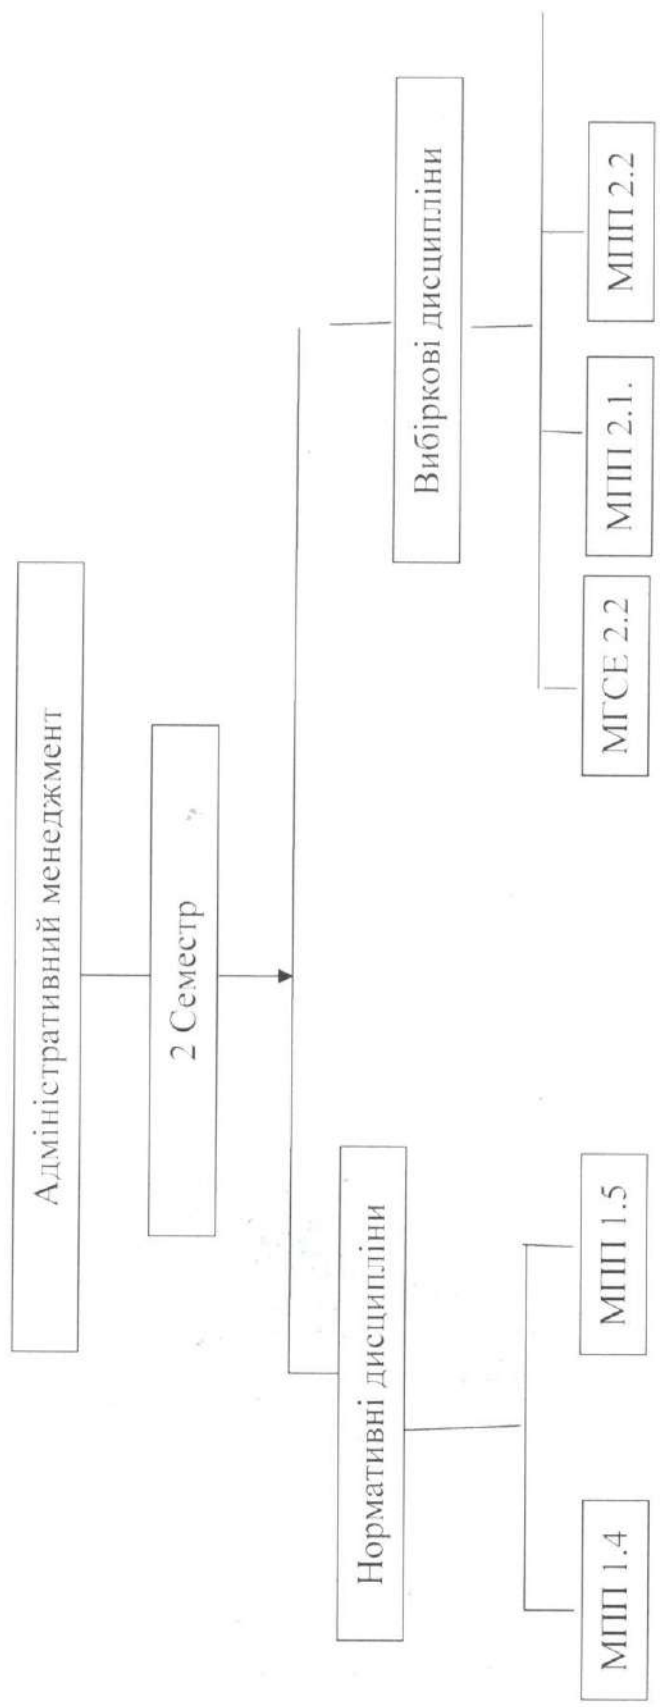 Адміністративний менеджмент
2 Семестр
Нормативні дисципліни
Вибіркові дисципліни
МПП 1.4
МПП 1.5
МГСЕ 2.2
МПП 2.1.
МПП 2.2